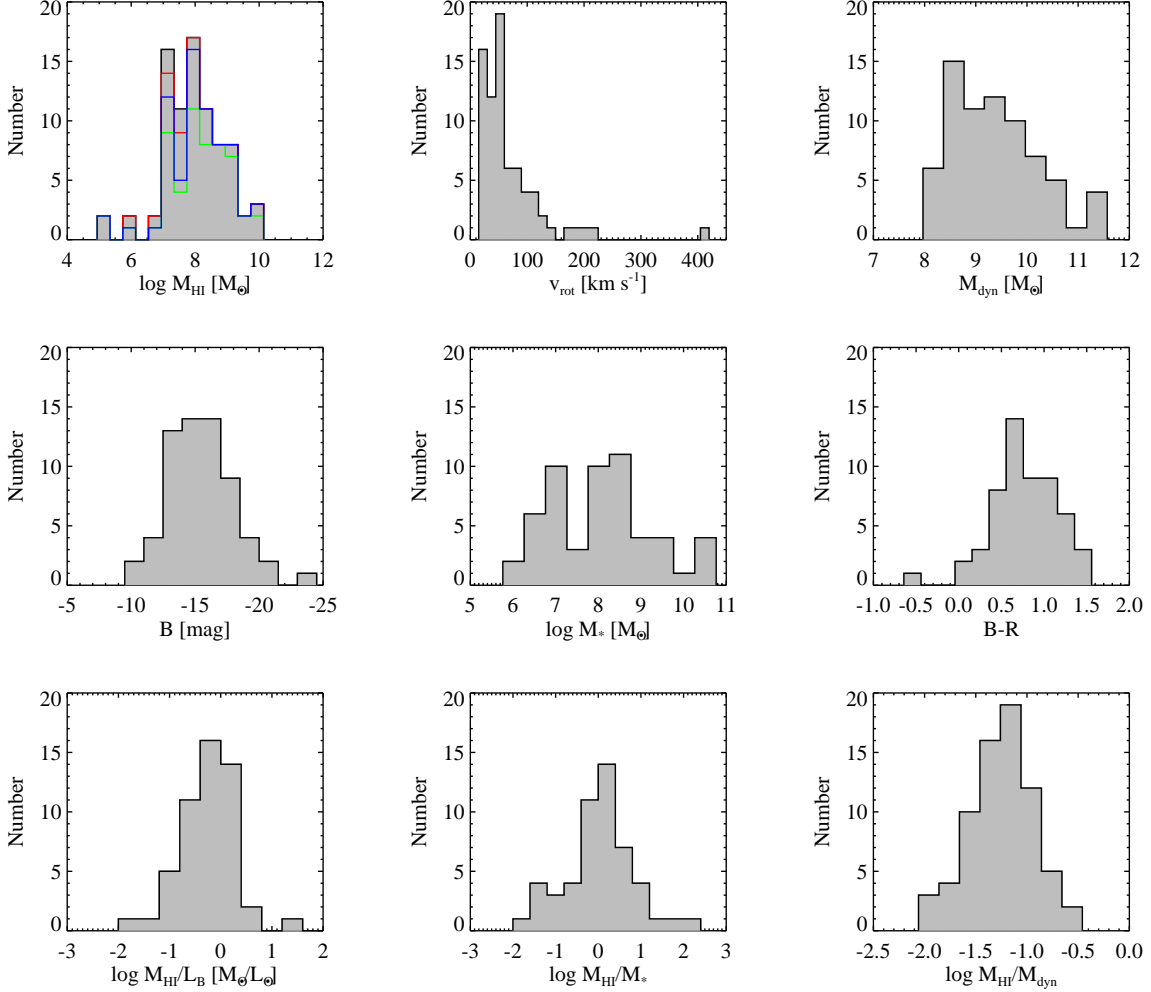 20
15
10
5
0
Number
4 6 8 10 12
log M_HI [M_⊙]
20
15
10
5
0
Number
0 100 200 300 400
v_rot [km s⁻¹]
20
15
10
5
0
Number
7 8 9 10 11 12
M_dyn [M_⊙]
20
15
10
5
0
Number
-5 -10 -15 -20 -25
B [mag]
20
15
10
5
0
Number
5 6 7 8 9 10 11
log M_* [M_⊙]
20
15
10
5
0
Number
-1.0 -0.5 0.0 0.5 1.0 1.5 2.0
B-R
20
15
10
5
0
Number
-3 -2 -1 0 1 2
log M_HI/L_B [M_⊙/L_⊙]
20
15
10
5
0
Number
-3 -2 -1 0 1 2 3
log M_HI/M_*
20
15
10
5
0
Number
-2.5 -2.0 -1.5 -1.0 -0.5 0.0
log M_HI/M_dyn